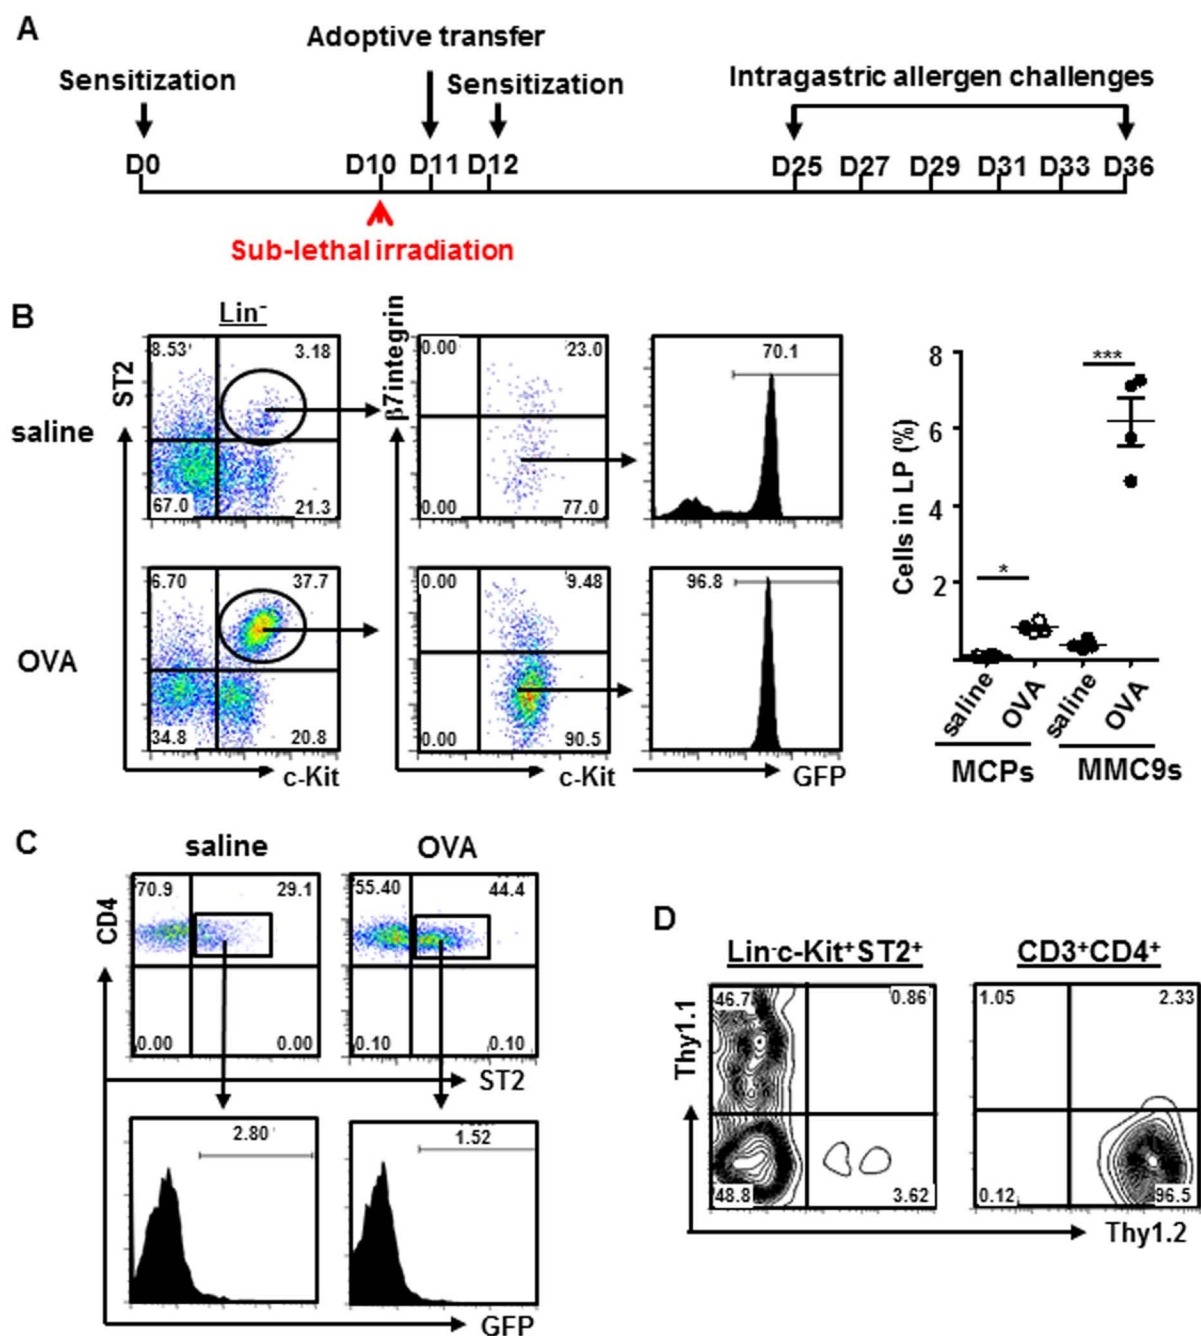 A
Adoptive transfer
Sensitization
Sensitization
Intragastric allergen challenges
D0 D10 D11 D12 D25 D27 D29 D31 D33 D36
Sub-lethal irradiation
B
Lin-
ST2
β7integrin
8.53 3.18 0.00 23.0 70.1
saline
67.0 21.3 0.00 77.0
6.70 37.7 0.00 9.48 96.8
OVA
34.8 20.8 0.00 90.5
c-Kit c-Kit GFP
Cells in LP (%)
8
6
4
2
***
*
saline OVA saline OVA
MCPs MMC9s
C
saline OVA
CD4
70.9 29.1 55.40 44.4
0.00 0.00 0.10 0.10
ST2
2.80 1.52
GFP
D
Lin-c-Kit+ST2+ CD3+CD4+
Thy1.1
46.7 0.86 1.05 2.33
48.8 3.62 0.12 96.5
Thy1.2